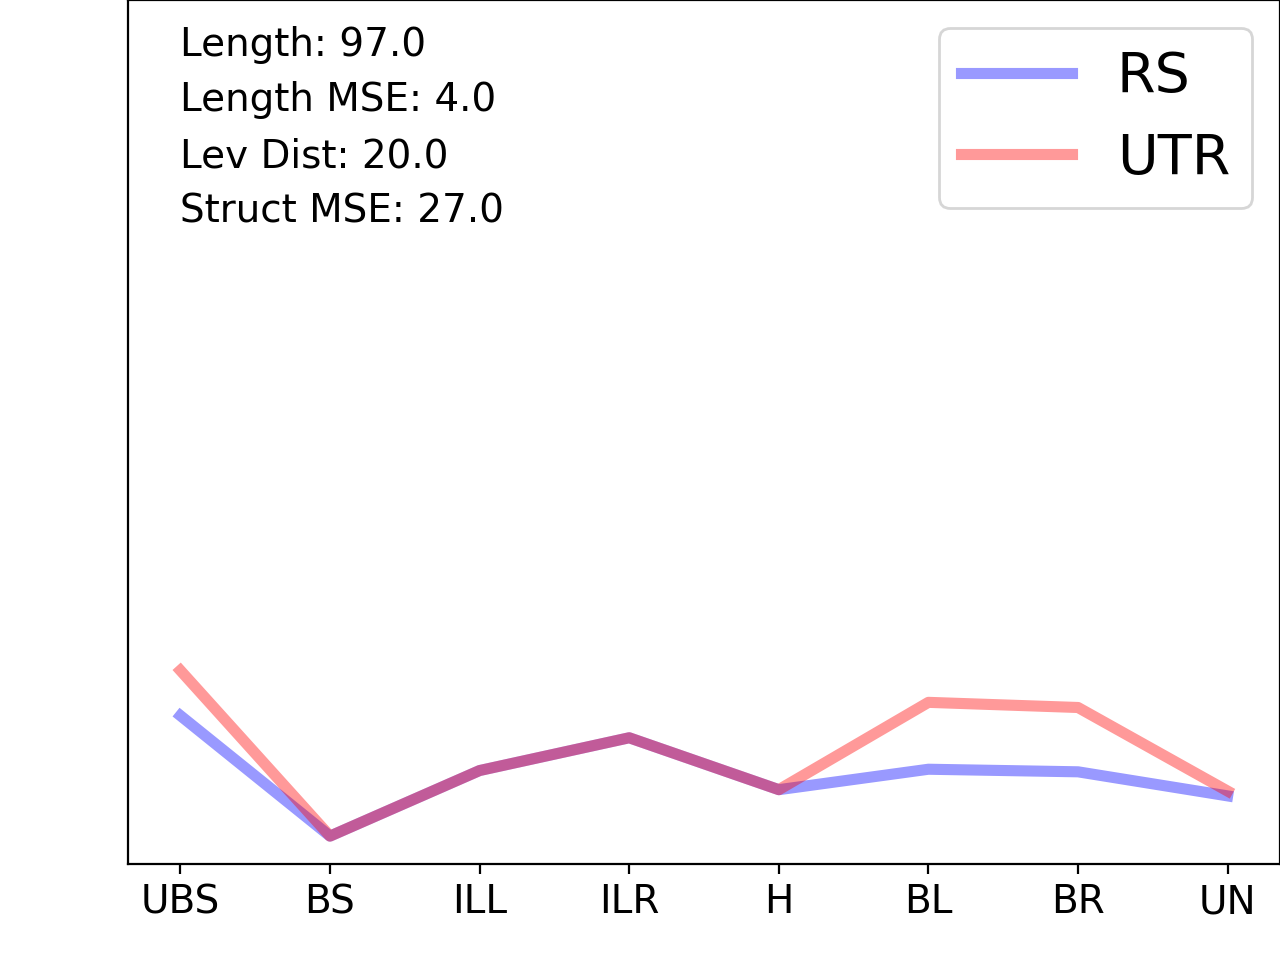 Length: 97.0
Length MSE: 4.0
Lev Dist: 20.0
Struct MSE: 27.0
RS
UTR
UBS BS ILL ILR H BL BR UN